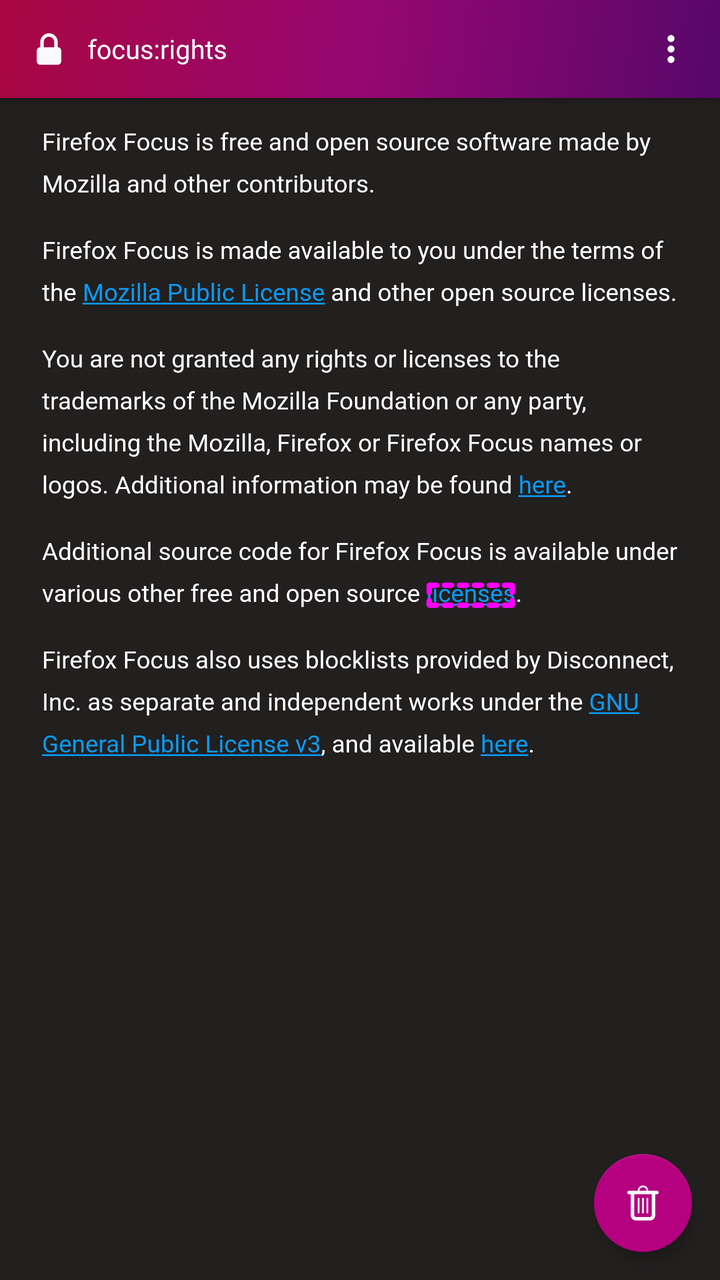 focus:rights
Firefox Focus is free and open source software made by
Mozilla and other contributors.
Firefox Focus is made available to you under the terms of
the Mozilla Public License and other open source licenses.
You are not granted any rights or licenses to the
trademarks of the Mozilla Foundation or any party,
including the Mozilla, Firefox or Firefox Focus names or
logos. Additional information may be found here.
Additional source code for Firefox Focus is available under
various other free and open source licenses.
Firefox Focus also uses blocklists provided by Disconnect,
Inc. as separate and independent works under the GNU
General Public License v3, and available here.